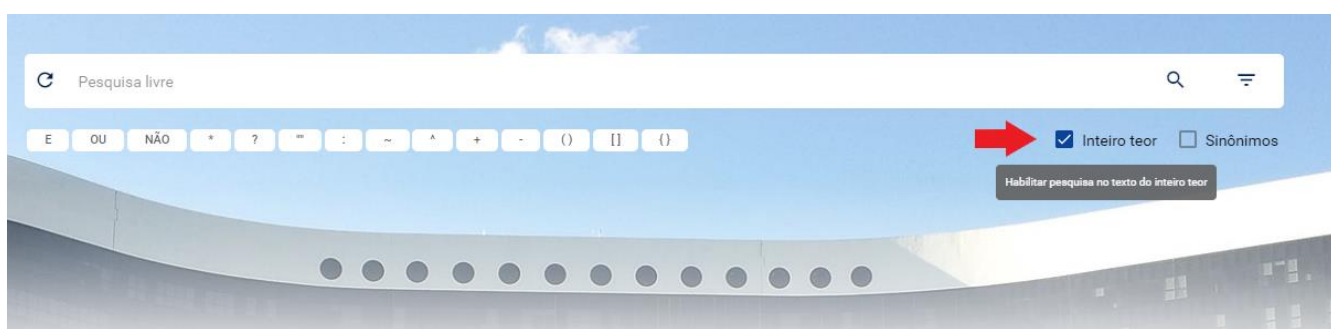 Pesquisa livre
E OU NÃO * ? "" : ~ ^ + - () [] {}
Inteiro teor Sinônimos
Habilitar pesquisa no texto do inteiro teor